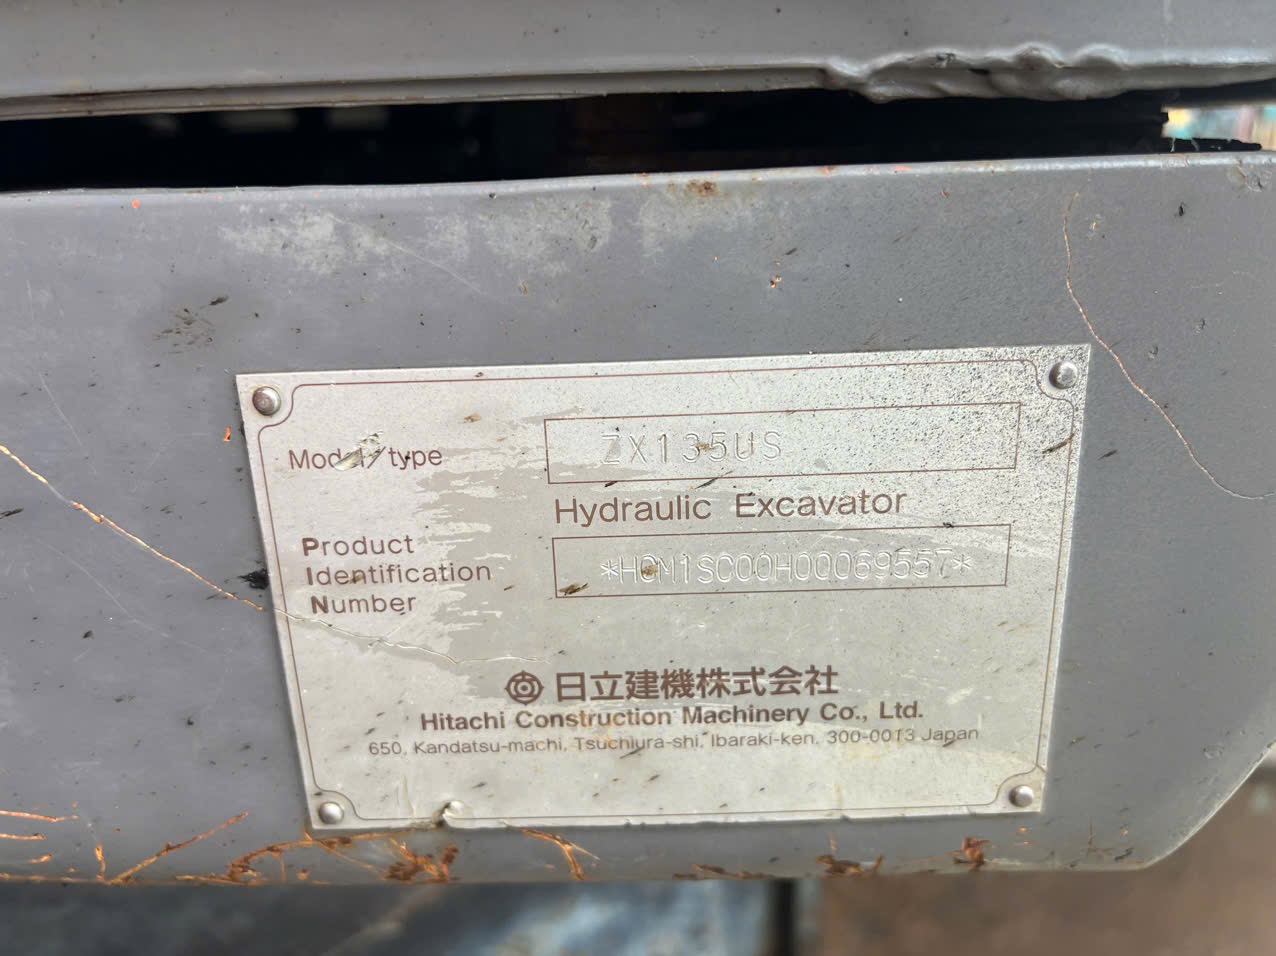 Model/type
ZX135US
Hydraulic Excavator
Product
Identification
Number
*HCM1SC00H00069557*
日立建機株式会社
Hitachi Construction Machinery Co., Ltd.
650, Kandatsu-machi, Tsuchiura-shi, Ibaraki-ken, 300-0013 Japan